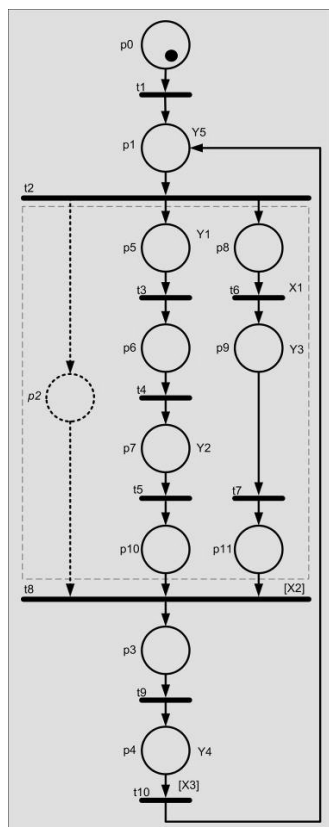 p0
t1
p1 Y5
t2
p5 Y1 p8
t3 t6 X1
p6 p9 Y3
p2
t4
p7 Y2
t5 t7
p10 p11
t8 [X2]
p3
t9
p4 Y4
t10 [X3]